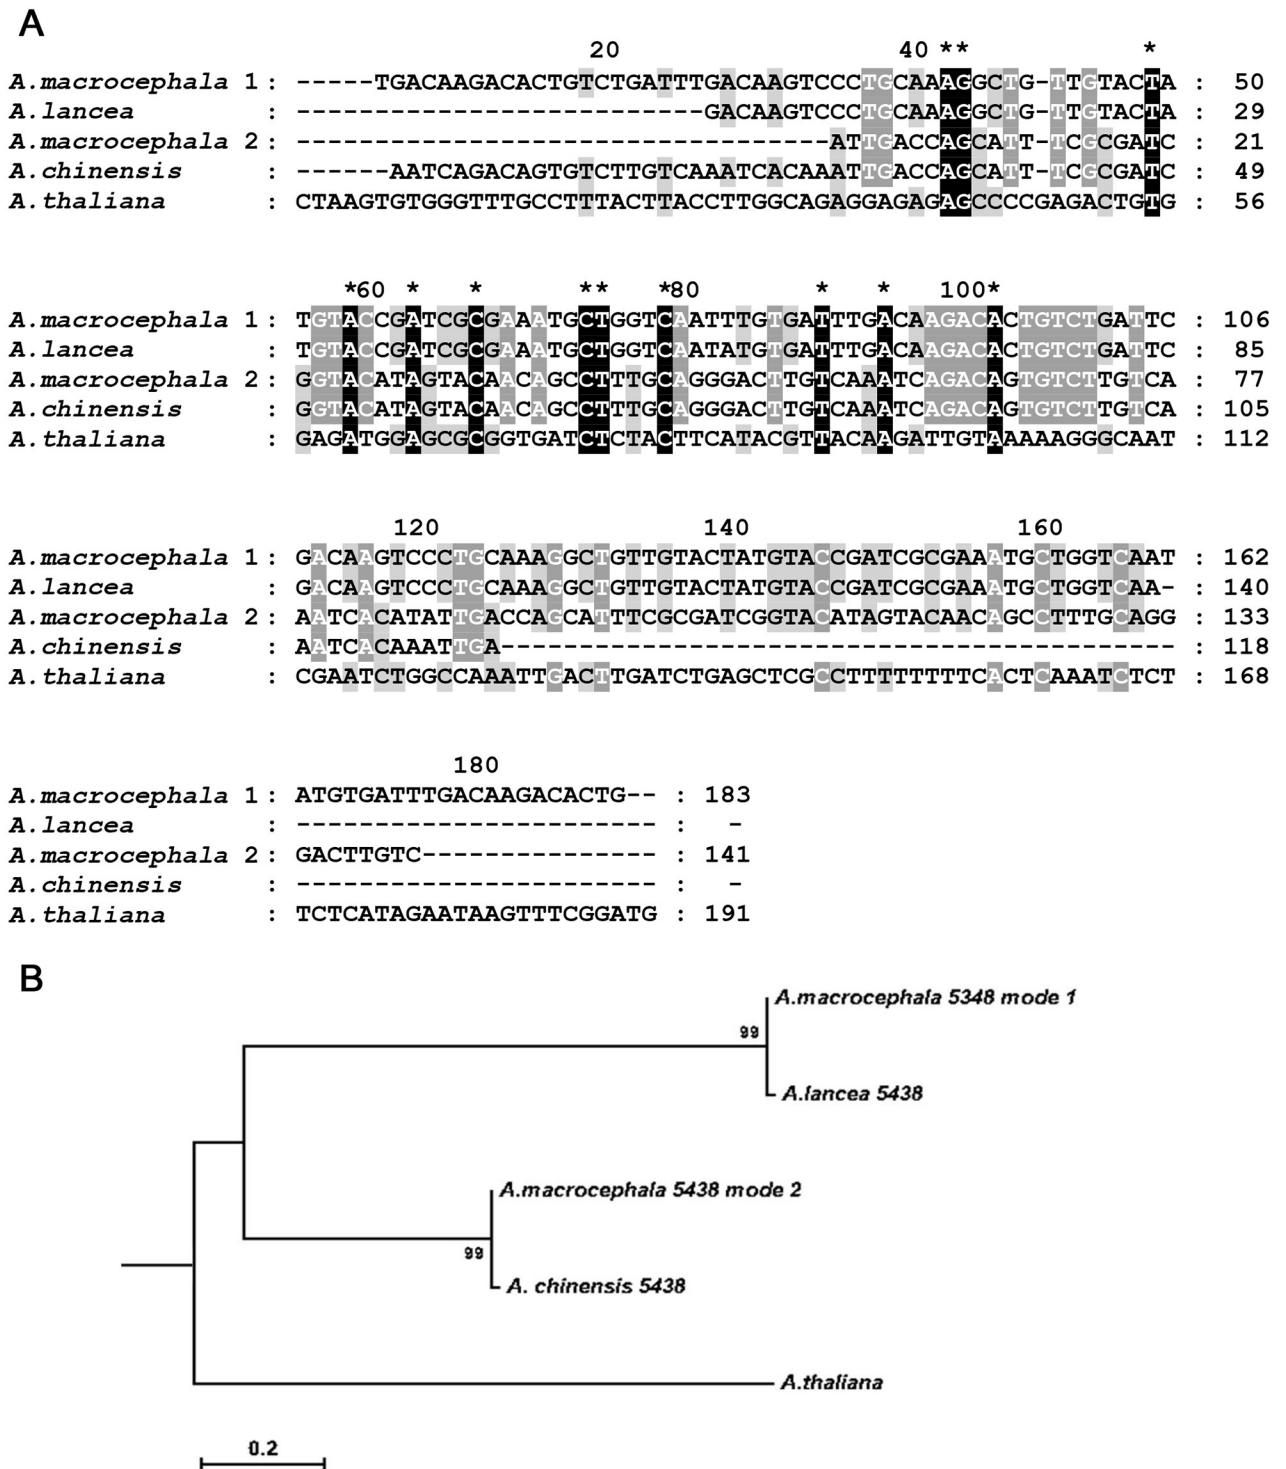 A
20 40 ** *
A.macrocephala 1 : -----TGACAAGACACTGTCTGATTTGACAAGTCCCTGCAAAGGCTG-TTGTACTA : 50
A.lancea : --------------------------GACAAGTCCCTGCAAAGGCTG-TTGTACTA : 29
A.macrocephala 2 : ----------------------------------ATTGACCAGCATT-TCGCGATC : 21
A.chinensis : ------AATCAGACAGTGTCTTGTCAAATCACAAATTGACCAGCATT-TCGCGATC : 49
A.thaliana : CTAAGTGTGGGTTTGCCTTTACTTACCTTGGCAGAGGAGAGAGCCCCGAGACTGTG : 56
*60 * * ** *80 * * 100*
A.macrocephala 1 : TGTACCGATCGCGAAATGCTGGTCAATTTGTGATTTGACAAGACACTGTCTGATTC : 106
A.lancea : TGTACCGATCGCGAAATGCTGGTCAATATGTGATTTGACAAGACACTGTCTGATTC : 85
A.macrocephala 2 : GGTACATAGTACAACAGCCTTTGCAGGGACTTGTCAAATCAGACAGTGTCTTGTCA : 77
A.chinensis : GGTACATAGTACAACAGCCTTTGCAGGGACTTGTCAAATCAGACAGTGTCTTGTCA : 105
A.thaliana : GAGATGGAGCGCGGTGATCTCTACTTCATACGTTACAAGATTGTAAAAAGGGCAAT : 112
120 140 160
A.macrocephala 1 : GACAAGTCCCTGCAAAGGCTGTTGTACTATGTACCGATCGCGAAATGCTGGTCAAT : 162
A.lancea : GACAAGTCCCTGCAAAGGCTGTTGTACTATGTACCGATCGCGAAATGCTGGTCAA- : 140
A.macrocephala 2 : AATCACATATTGACCAGCATTTCGCGATCGGTACATAGTACAACAGCCTTTGCAGG : 133
A.chinensis : AATCACAAATTGA------------------------------------------- : 118
A.thaliana : CGAATCTGGCCAAATTGACTTGATCTGAGCTCGCCTTTTTTTTCACTCAAATCTCT : 168
180
A.macrocephala 1 : ATGTGATTTGACAAGACACTG-- : 183
A.lancea : ----------------------- : -
A.macrocephala 2 : GACTTGTC--------------- : 141
A.chinensis : ----------------------- : -
A.thaliana : TCTCATAGAATAAGTTTCGGATG : 191
B
A.macrocephala 5348 mode 1
99
A.lancea 5438
A.macrocephala 5438 mode 2
99
A. chinensis 5438
A.thaliana
0.2